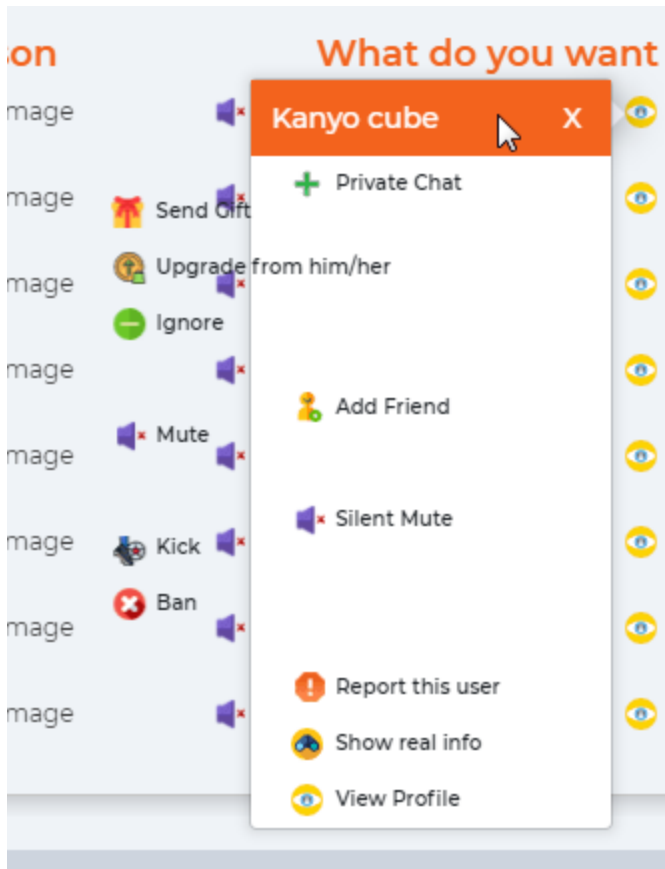 son
What do you want
mage
Kanyo cube
X
Private Chat
mage
Send Gift
Upgrade from him/her
mage
Ignore
mage
Add Friend
Mute
mage
Silent Mute
mage
Kick
Ban
mage
Report this user
mage
Show real info
View Profile